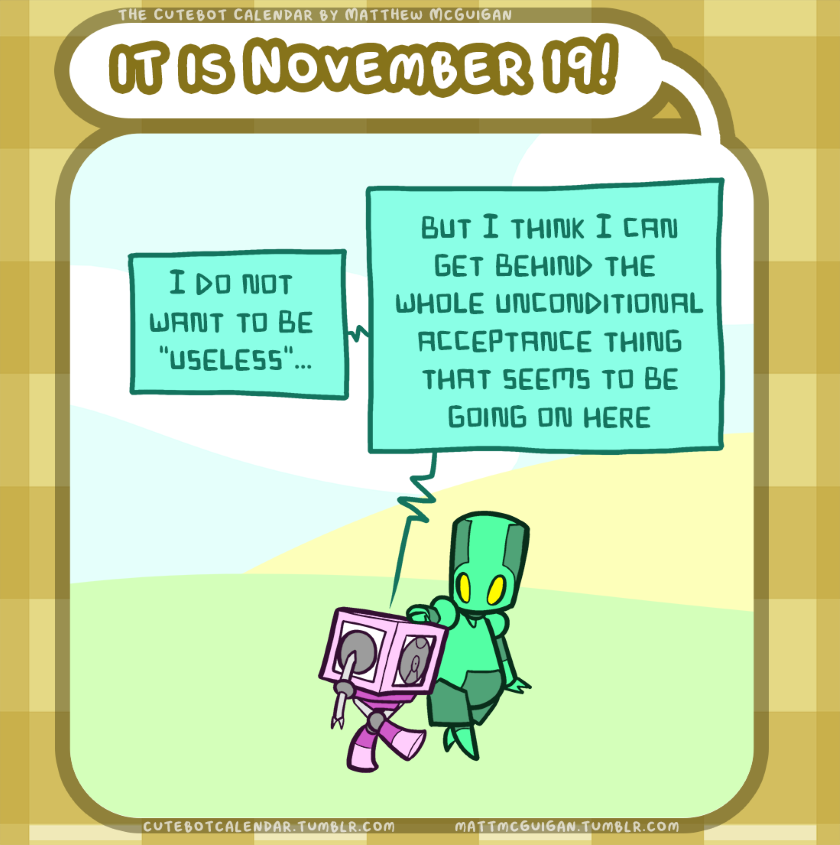 THE CUTEBOT CALENDAR BY MATTHEW MCGUIGAN
IT IS NOVEMBER 19!
I DO NOT
WANT TO BE
"USELESS"...
BUT I THINK I CAN
GET BEHIND THE
WHOLE UNCONDITIONAL
ACCEPTANCE THING
THAT SEEMS TO BE
GOING ON HERE
CUTEBOTCALENDAR.TUMBLR.COM
MATTMCGUIGAN.TUMBLR.COM